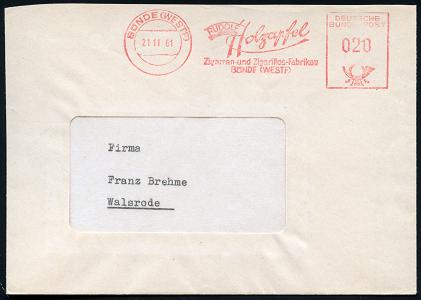 BÜNDE (WESTF)
21 11 61
RUDOLF
Holzapfel
Zigarren- und Zigarillos-Fabriken
BÜNDE (WESTF)
DEUTSCHE
BUNDESPOST
020
Firma
Franz Brehme
Walsrode